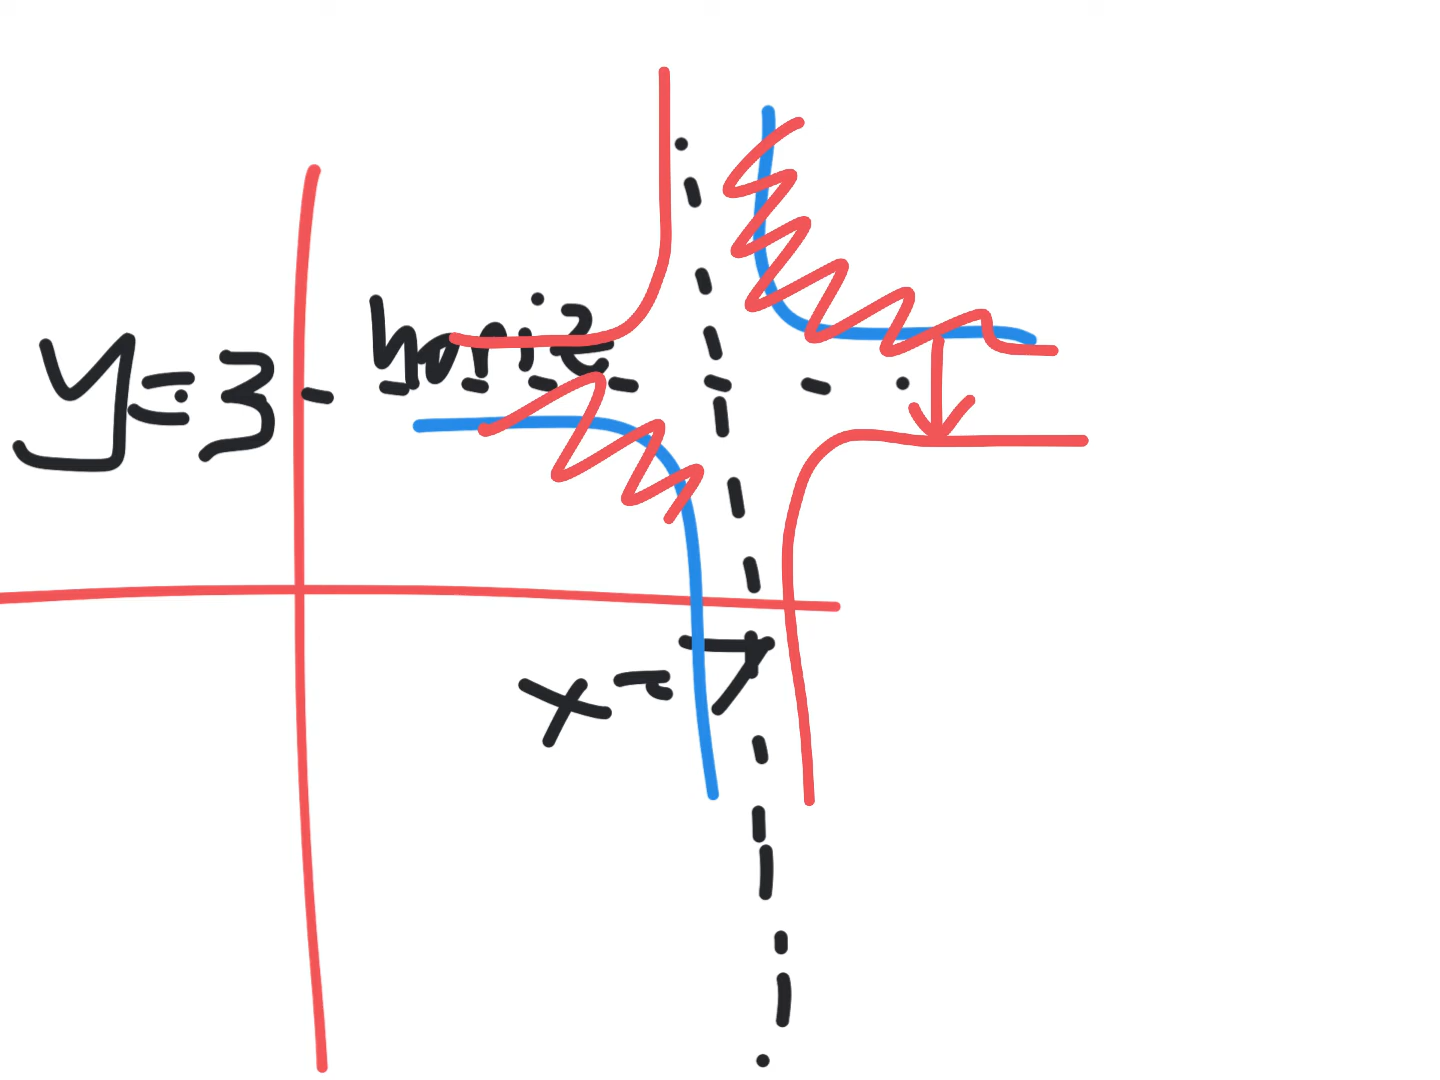 horiz
y = 3
x = 7